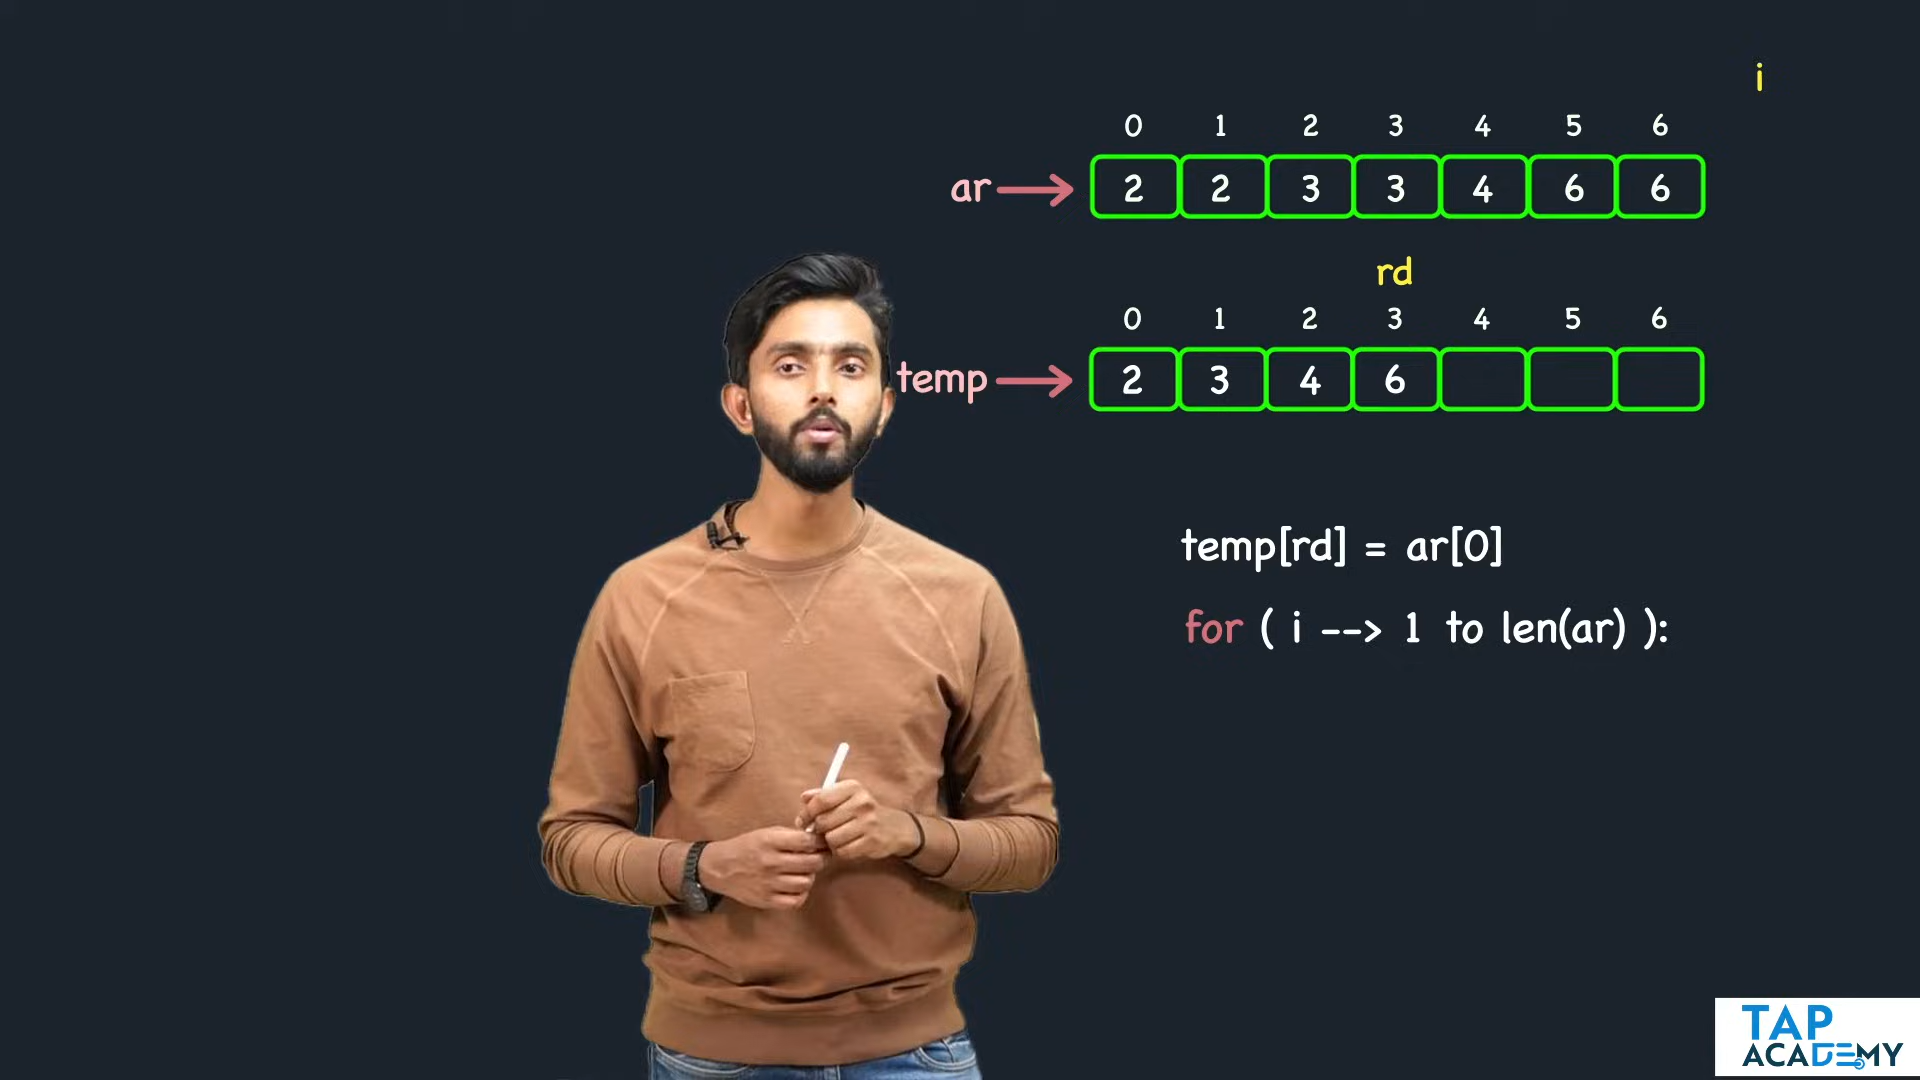 i
0 1 2 3 4 5 6
ar 2 2 3 3 4 6 6
rd
0 1 2 3 4 5 6
temp 2 3 4 6
temp[rd] = ar[0]
for ( i --> 1 to len(ar) ):
TAP
ACADEMY